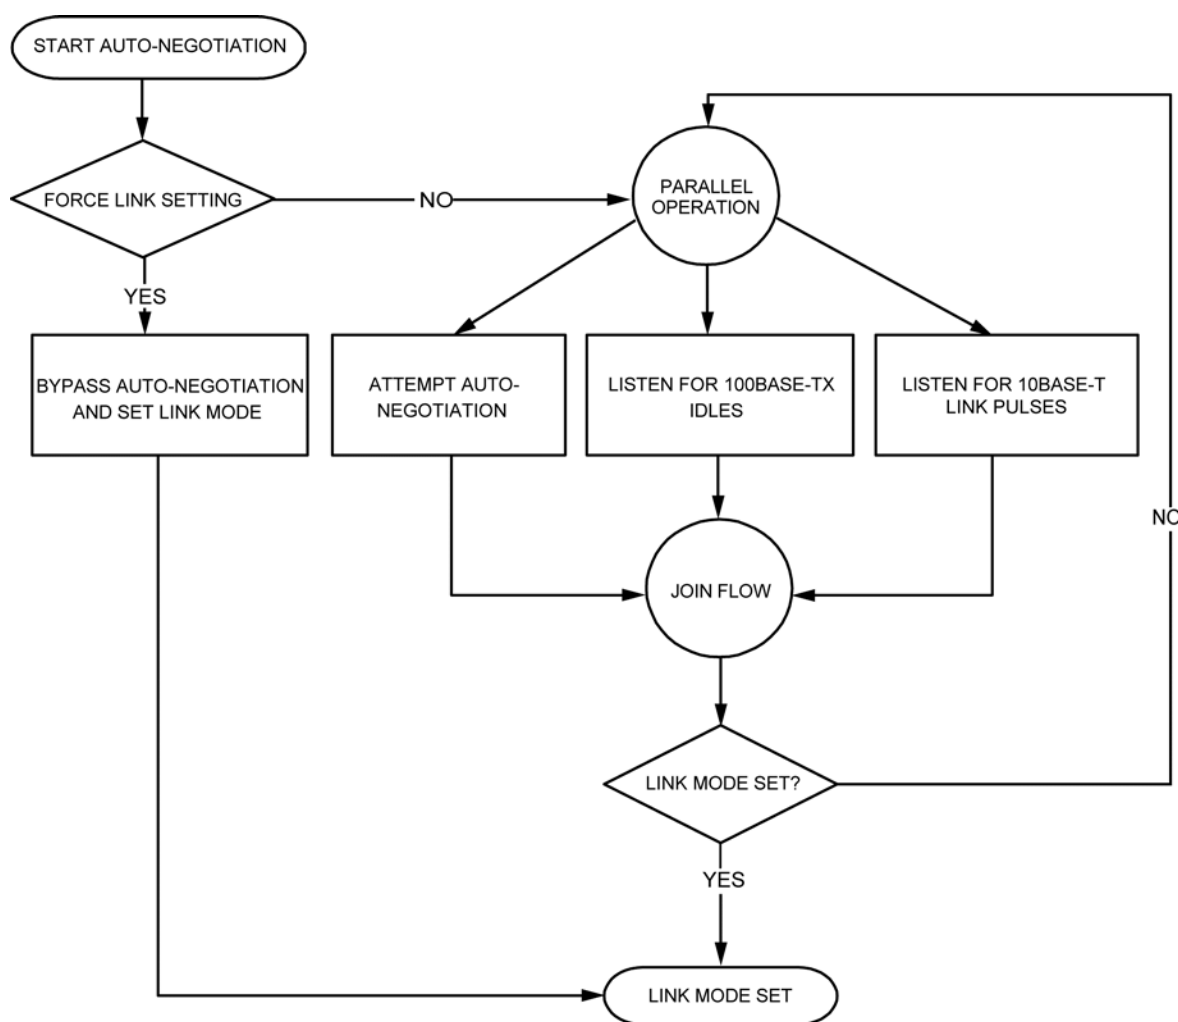 START AUTO-NEGOTIATION
FORCE LINK SETTING
NO
PARALLEL
OPERATION
YES
BYPASS AUTO-NEGOTIATION
AND SET LINK MODE
ATTEMPT AUTO-
NEGOTIATION
LISTEN FOR 100BASE-TX
IDLES
LISTEN FOR 10BASE-T
LINK PULSES
NO
JOIN FLOW
LINK MODE SET?
YES
LINK MODE SET